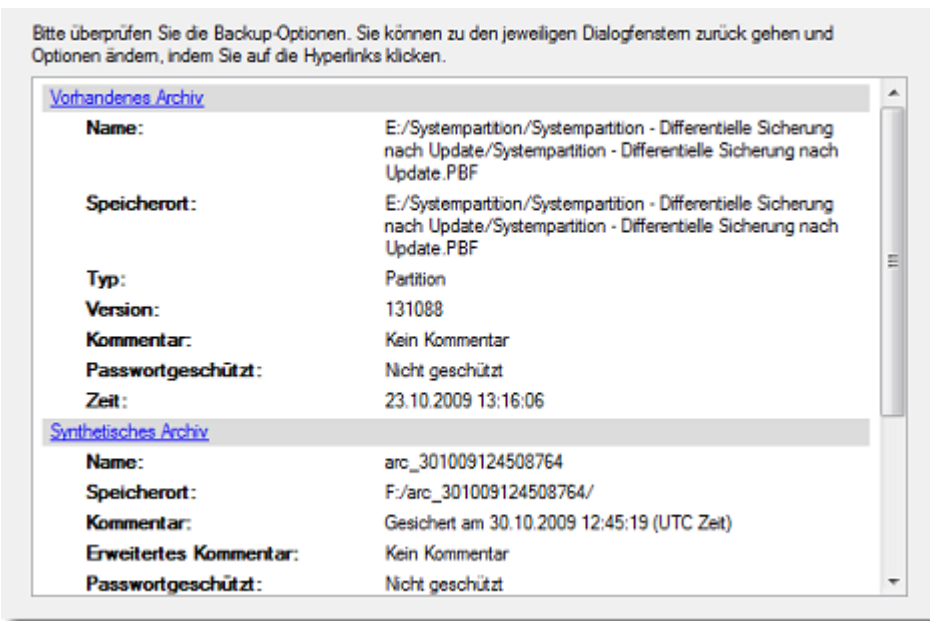 Bitte überprüfen Sie die Backup-Optionen. Sie können zu den jeweiligen Dialogfenstern zurück gehen und
Optionen ändern, indem Sie auf die Hyperlinks klicken.
Vorhandenes Archiv
Name: E:/Systempartition/Systempartition - Differentielle Sicherung
nach Update/Systempartition - Differentielle Sicherung nach
Update.PBF
Speicherort: E:/Systempartition/Systempartition - Differentielle Sicherung
nach Update/Systempartition - Differentielle Sicherung nach
Update.PBF
Typ: Partition
Version: 131088
Kommentar: Kein Kommentar
Passwortgeschützt: Nicht geschützt
Zeit: 23.10.2009 13:16:06
Synthetisches Archiv
Name: arc_301009124508764
Speicherort: F:/arc_301009124508764/
Kommentar: Gesichert am 30.10.2009 12:45:19 (UTC Zeit)
Erweitertes Kommentar: Kein Kommentar
Passwortgeschützt: Nicht geschützt